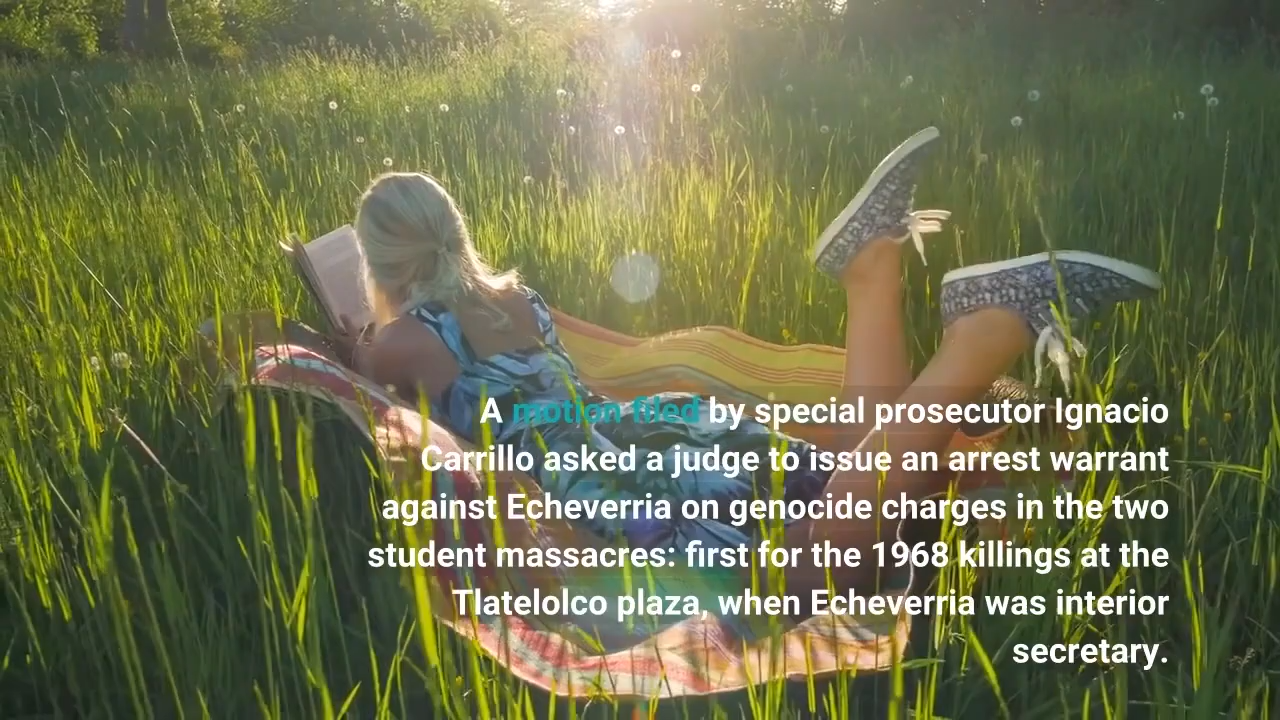 A motion filed by special prosecutor Ignacio
Carrillo asked a judge to issue an arrest warrant
against Echeverria on genocide charges in the two
student massacres: first for the 1968 killings at the
Tlatelolco plaza, when Echeverria was interior
secretary.